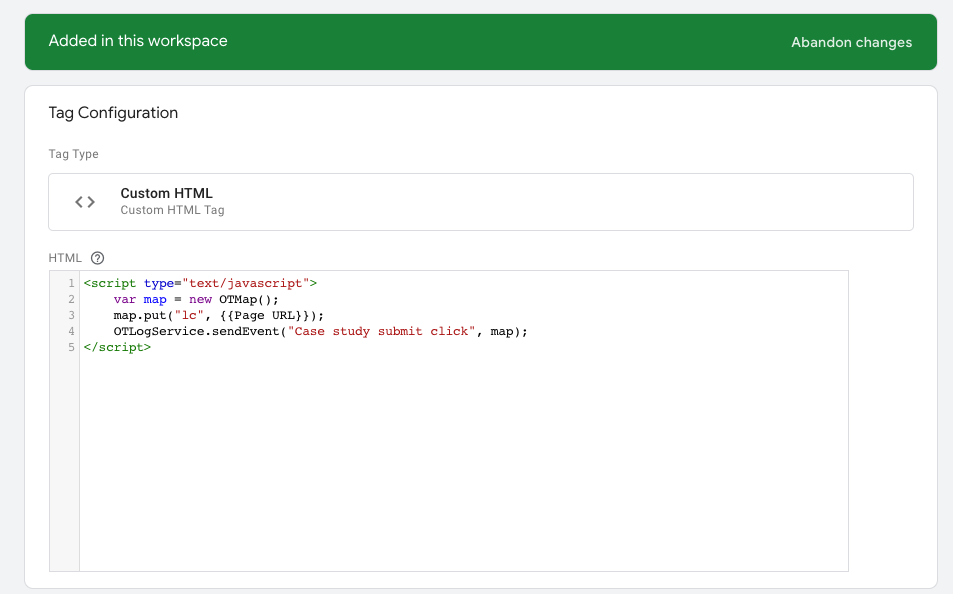 Added in this workspace
Abandon changes
Tag Configuration
Tag Type
<> Custom HTML
Custom HTML Tag
HTML ?
1 <script type="text/javascript">
2     var map = new OTMap();
3     map.put("lc", {{Page URL}});
4     OTLogService.sendEvent("Case study submit click", map);
5 </script>